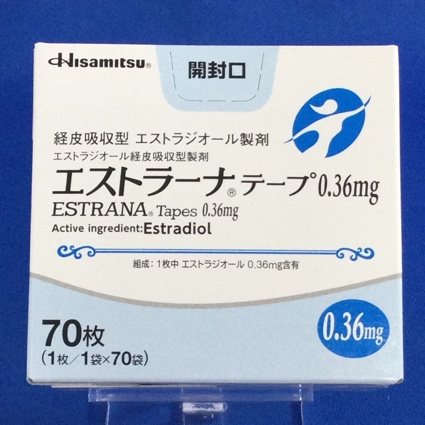 Hisamitsu®
開封口
経皮吸収型 エストラジオール製剤
エストラジオール経皮吸収型製剤
エストラーナ®テープ0.36mg
ESTRANA® Tapes 0.36mg
Active ingredient:Estradiol
組成:1枚中 エストラジオール 0.36mg含有
70枚
(1枚/1袋×70袋)
0.36mg